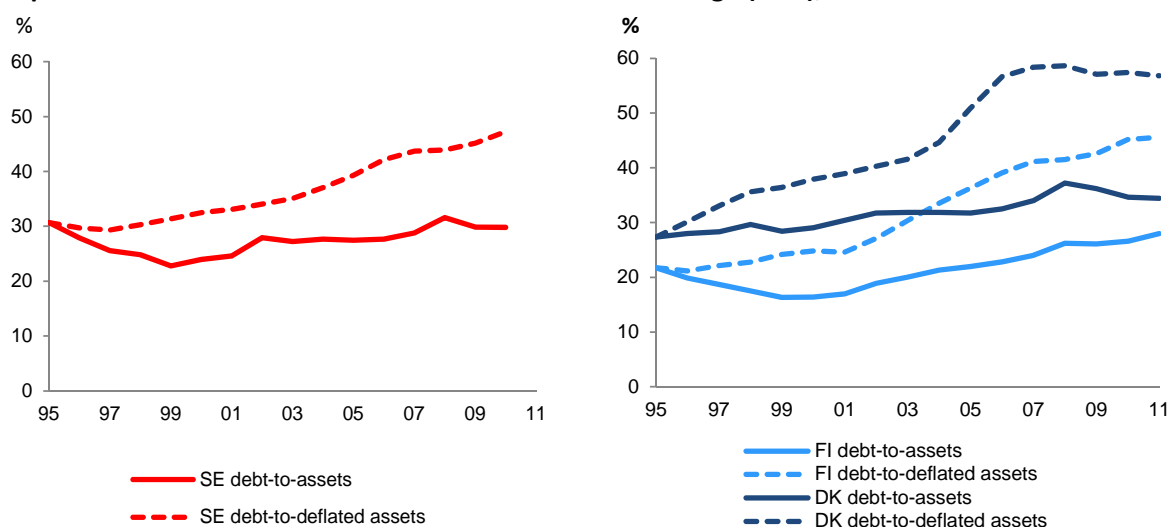 %
60
50
40
30
20
10
0
95 97 99 01 03 05 07 09 11
SE debt-to-assets
SE debt-to-deflated assets
%
60
50
40
30
20
10
0
95 97 99 01 03 05 07 09 11
FI debt-to-assets
FI debt-to-deflated assets
DK debt-to-assets
DK debt-to-deflated assets